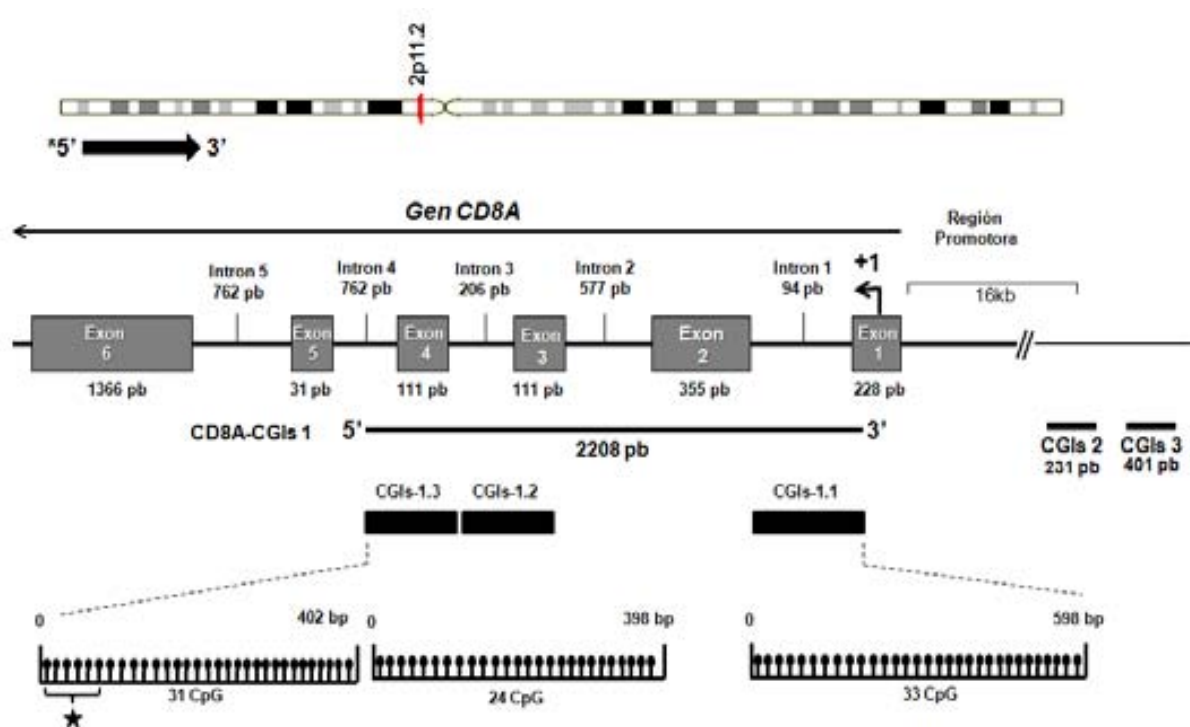 2p11.2
*5’ 3’
Gen CD8A
Región
Promotora
16kb
+1
Intron 5
762 pb
Intron 4
762 pb
Intron 3
206 pb
Intron 2
577 pb
Intron 1
94 pb
Exon
6
Exon
5
Exon
4
Exon
3
Exon
2
Exon
1
1366 pb
31 pb
111 pb
111 pb
355 pb
228 pb
CD8A-CGIs 1 5’ 3’
2208 pb
CGIs 2
231 pb
CGIs 3
401 pb
CGIs-1.3 CGIs-1.2 CGIs-1.1
0 402 bp 0 398 bp 0 598 bp
31 CpG 24 CpG 33 CpG